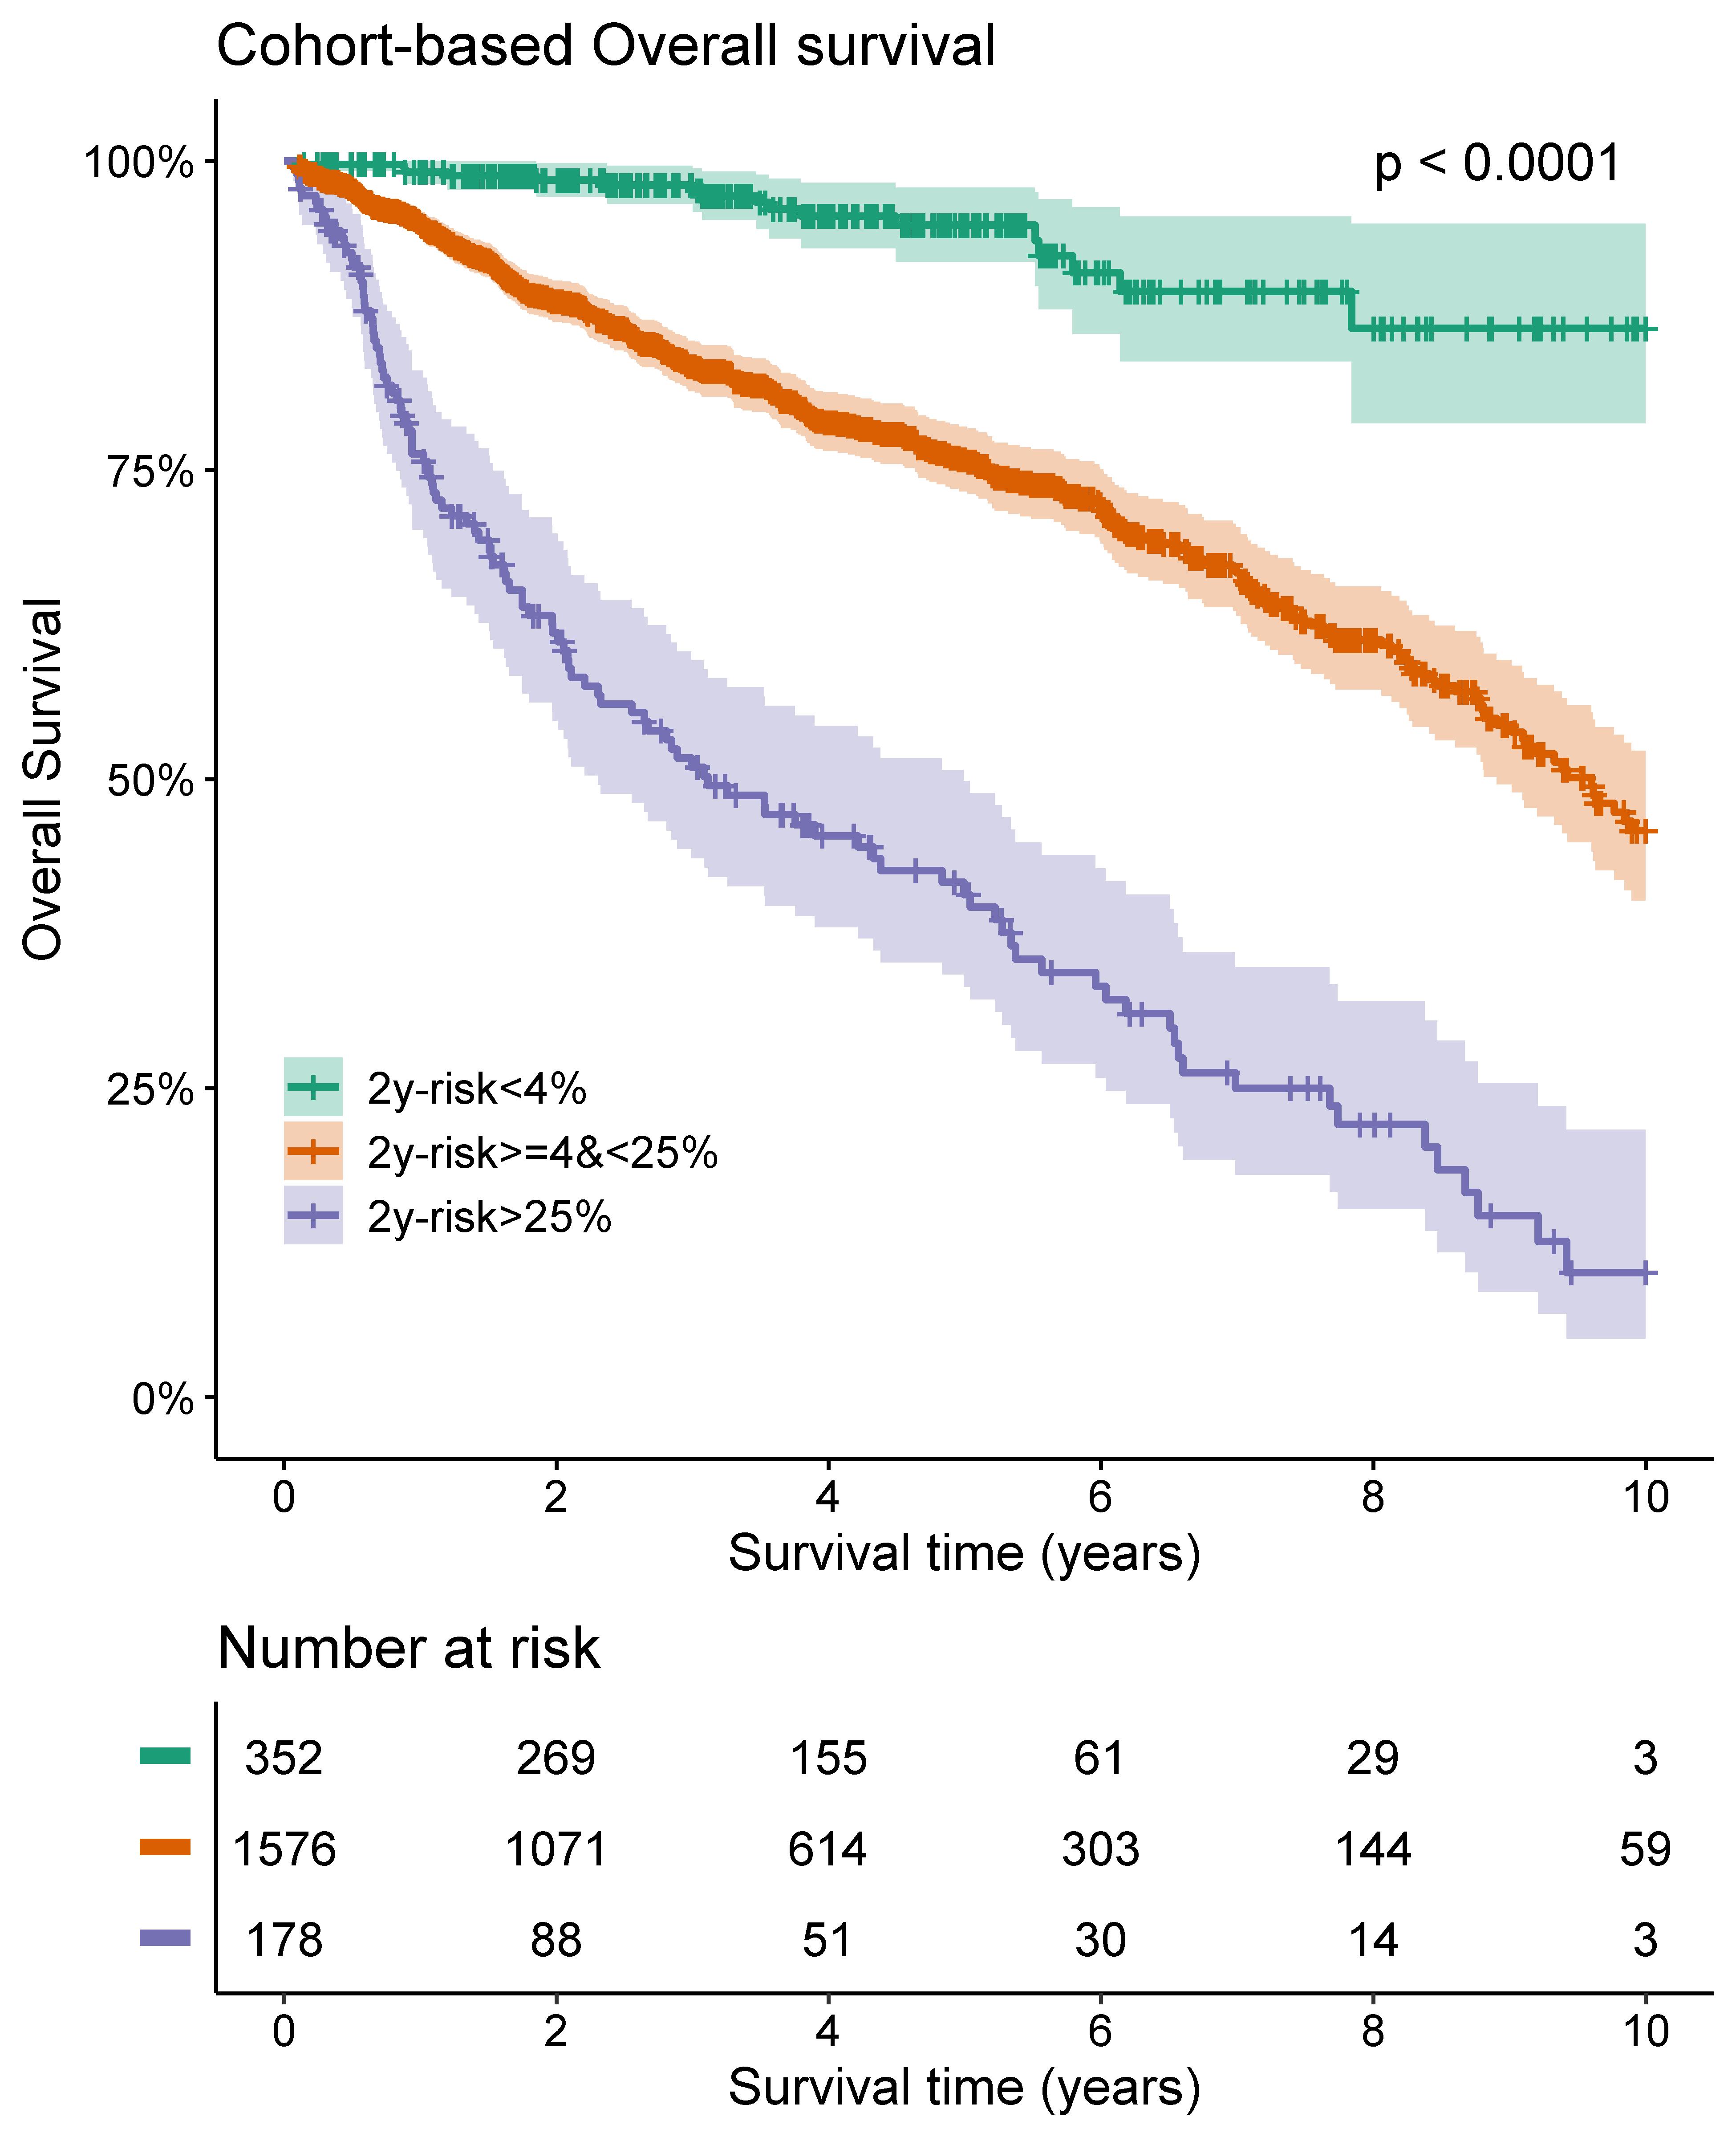 Cohort-based Overall survival
p < 0.0001
100%
75%
50%
25%
0%
Overall Survival
2y-risk<4%
2y-risk>=4&<25%
2y-risk>25%
0 2 4 6 8 10
Survival time (years)
Number at risk
352 269 155 61 29 3
1576 1071 614 303 144 59
178 88 51 30 14 3
0 2 4 6 8 10
Survival time (years)